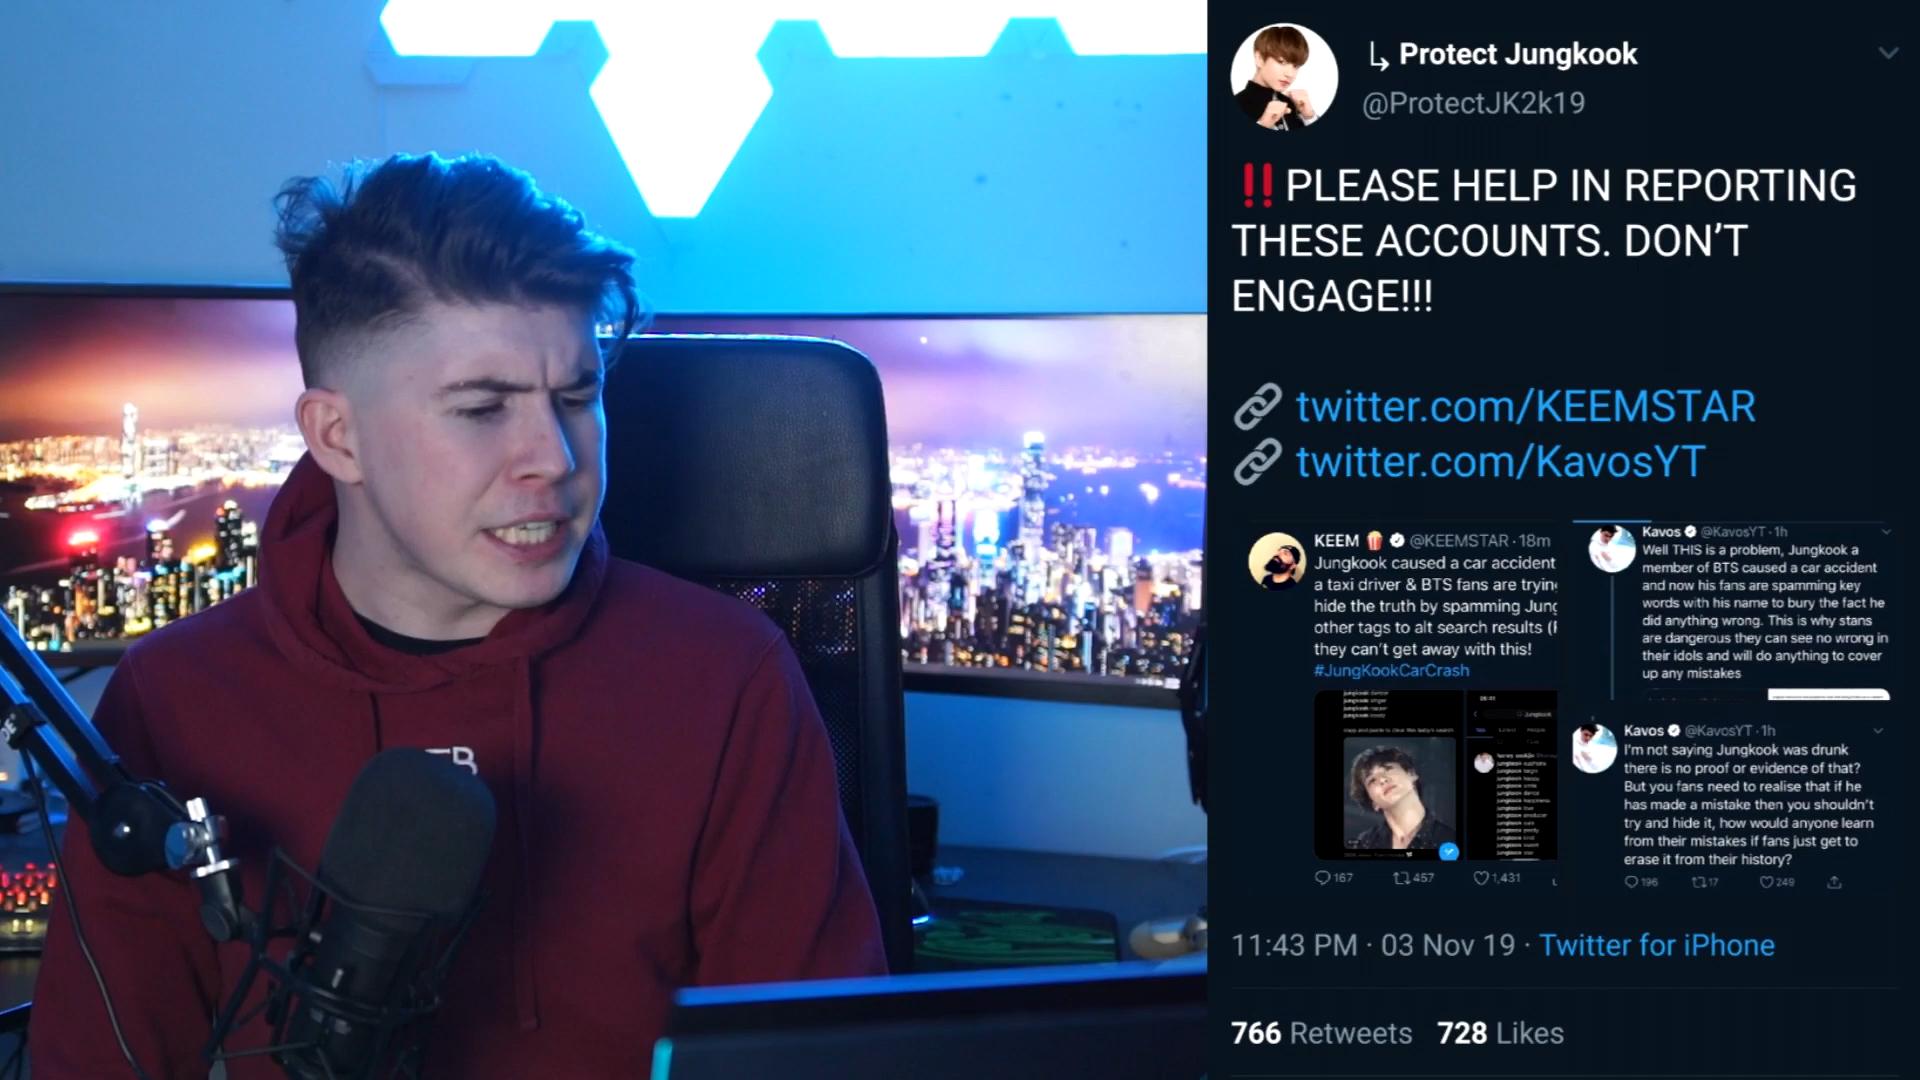 Protect Jungkook
@ProtectJK2k19
‼PLEASE HELP IN REPORTING
THESE ACCOUNTS. DON'T
ENGAGE!!!
twitter.com/KEEMSTAR
twitter.com/KavosYT
KEEM @KEEMSTAR · 18m
Jungkook caused a car accident
a taxi driver & BTS fans are tryin
hide the truth by spamming Jung
other tags to alt search results (
they can't get away with this!
#JungKookCarCrash
167 457 1,431
Kavos @KavosYT · 1h
Well THIS is a problem, Jungkook a
member of BTS caused a car accident
and now his fans are spamming key
words with his name to bury the fact he
did anything wrong. This is why stans
are dangerous they can see no wrong in
their idols and will do anything to cover
up any mistakes
Kavos @KavosYT · 1h
I'm not saying Jungkook was drunk
there is no proof or evidence of that?
But you fans need to realise that if he
has made a mistake then you shouldn't
try and hide it, how would anyone learn
from their mistakes if fans just get to
erase it from their history?
196 17 249
11:43 PM · 03 Nov 19 · Twitter for iPhone
766 Retweets 728 Likes